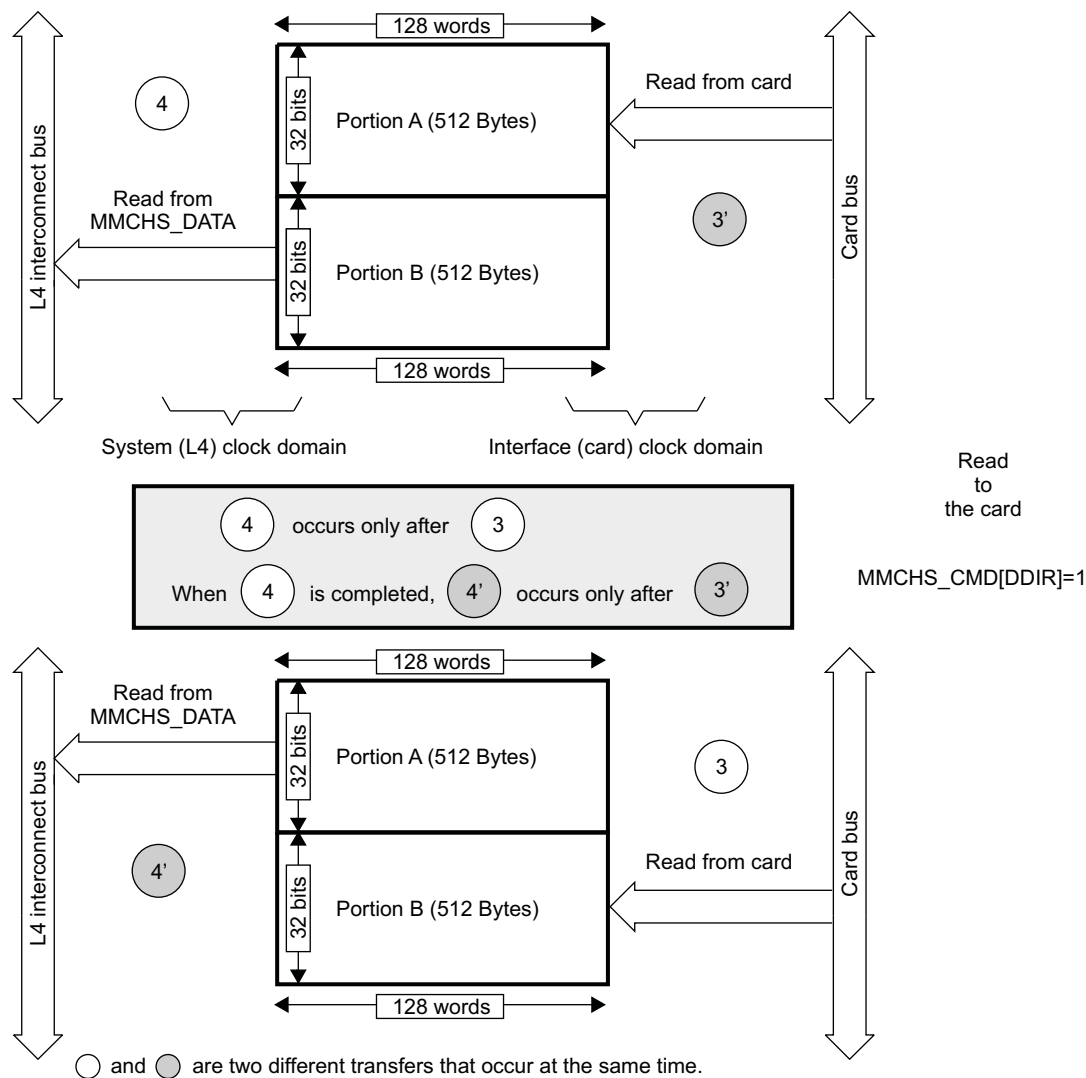 128 words
4
Read from card
32 bits
Portion A (512 Bytes)
L4 interconnect bus
Card bus
Read from
MMCHS_DATA
3’
32 bits
Portion B (512 Bytes)
128 words
System (L4) clock domain
Interface (card) clock domain
Read
to
the card
4 occurs only after 3
When 4 is completed, 4’ occurs only after 3’
MMCHS_CMD[DDIR]=1
128 words
Read from
MMCHS_DATA
32 bits
Portion A (512 Bytes)
3
L4 interconnect bus
Card bus
4’
Read from card
32 bits
Portion B (512 Bytes)
128 words
and are two different transfers that occur at the same time.